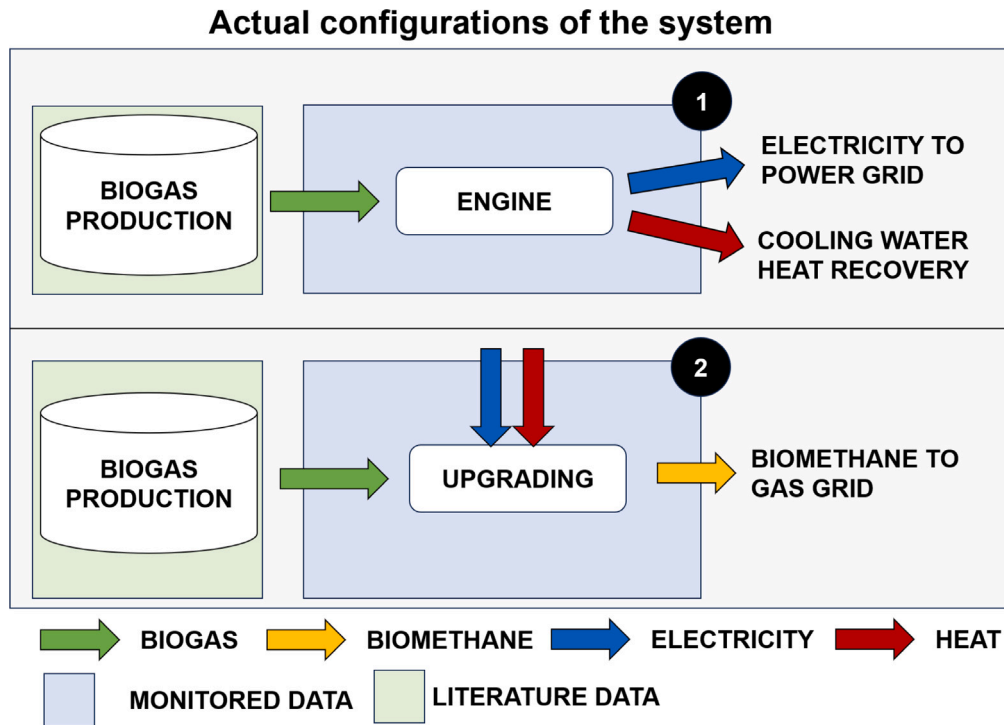 Actual configurations of the system
1
BIOGAS
PRODUCTION
ENGINE
ELECTRICITY TO
POWER GRID
COOLING WATER
HEAT RECOVERY
2
BIOGAS
PRODUCTION
UPGRADING
BIOMETHANE TO
GAS GRID
BIOGAS
BIOMETHANE
ELECTRICITY
HEAT
MONITORED DATA
LITERATURE DATA